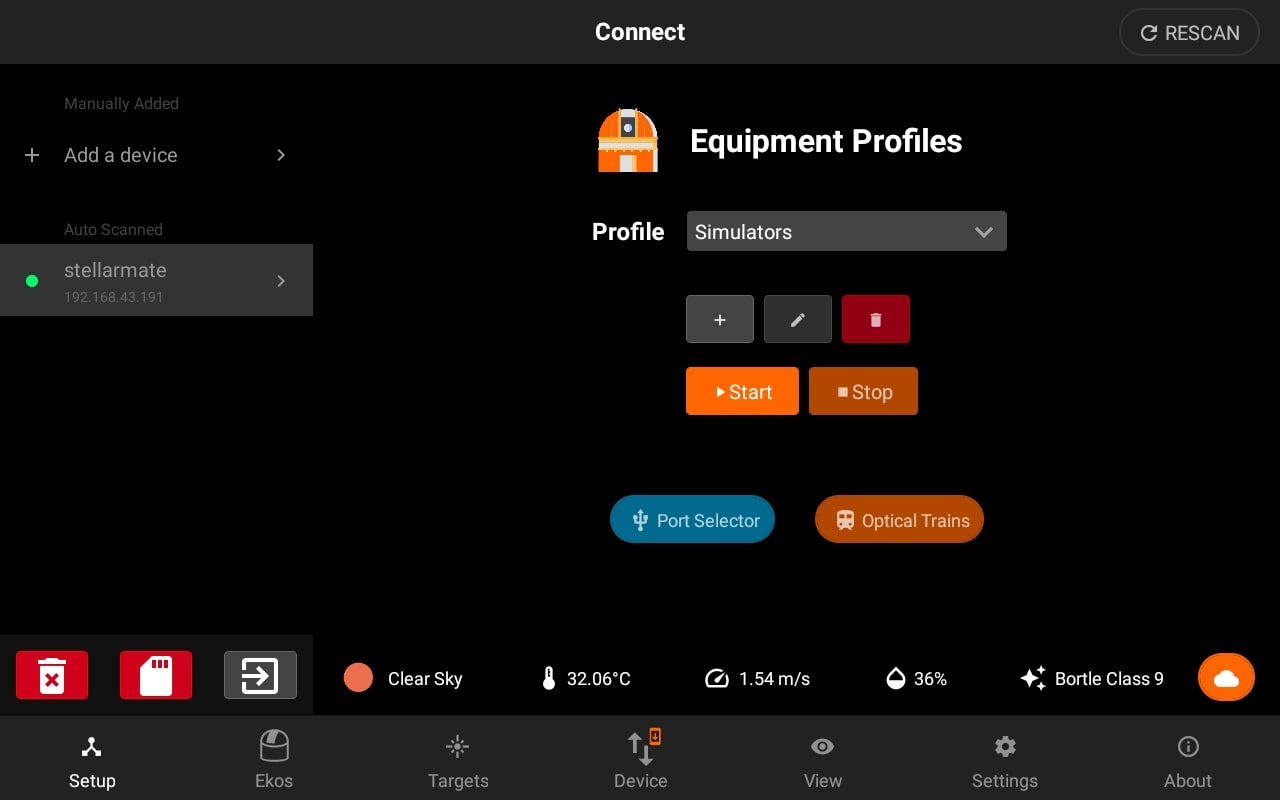 Connect
RESCAN
Manually Added
Add a device
Auto Scanned
stellarmate
192.168.43.191
Equipment Profiles
Profile
Simulators
Start
Stop
Port Selector
Optical Trains
Clear Sky
32.06°C
1.54 m/s
36%
Bortle Class 9
Setup
Ekos
Targets
Device
View
Settings
About